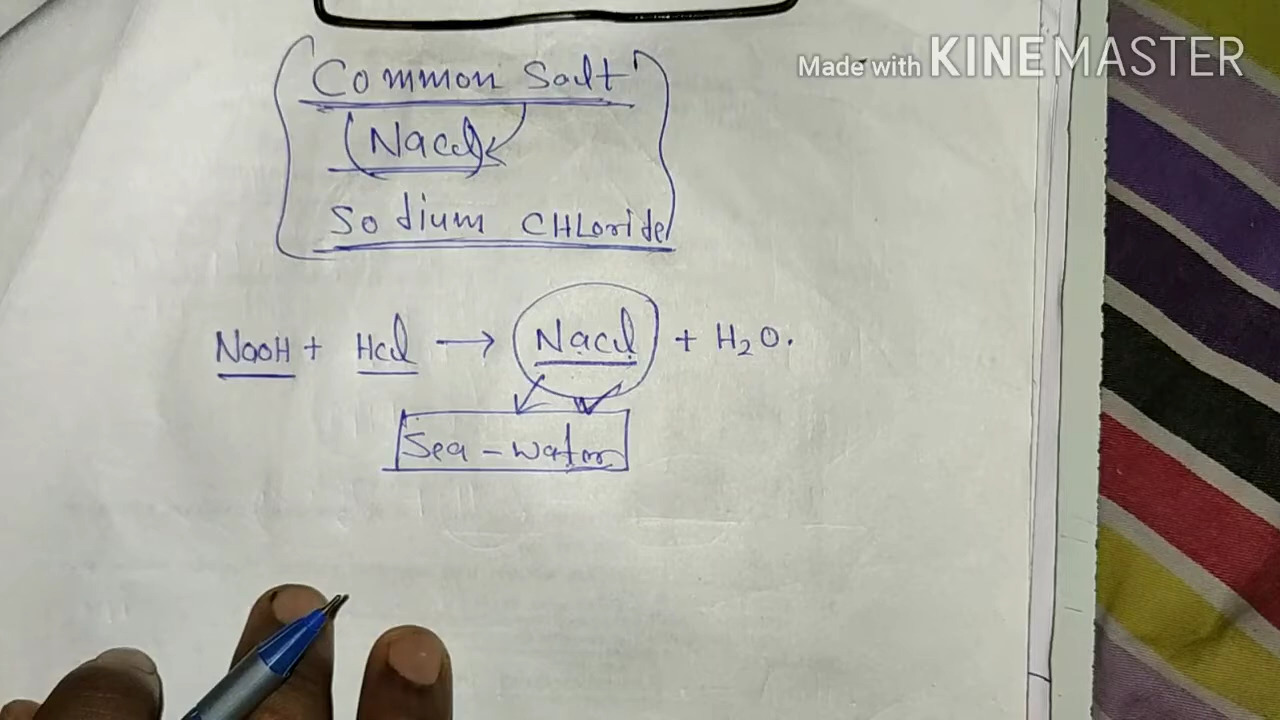 Made with KINEMASTER
Common Salt
(Nacl)
Sodium CHLoride
NaOH + Hcl → Nacl + H₂O.
Sea - water